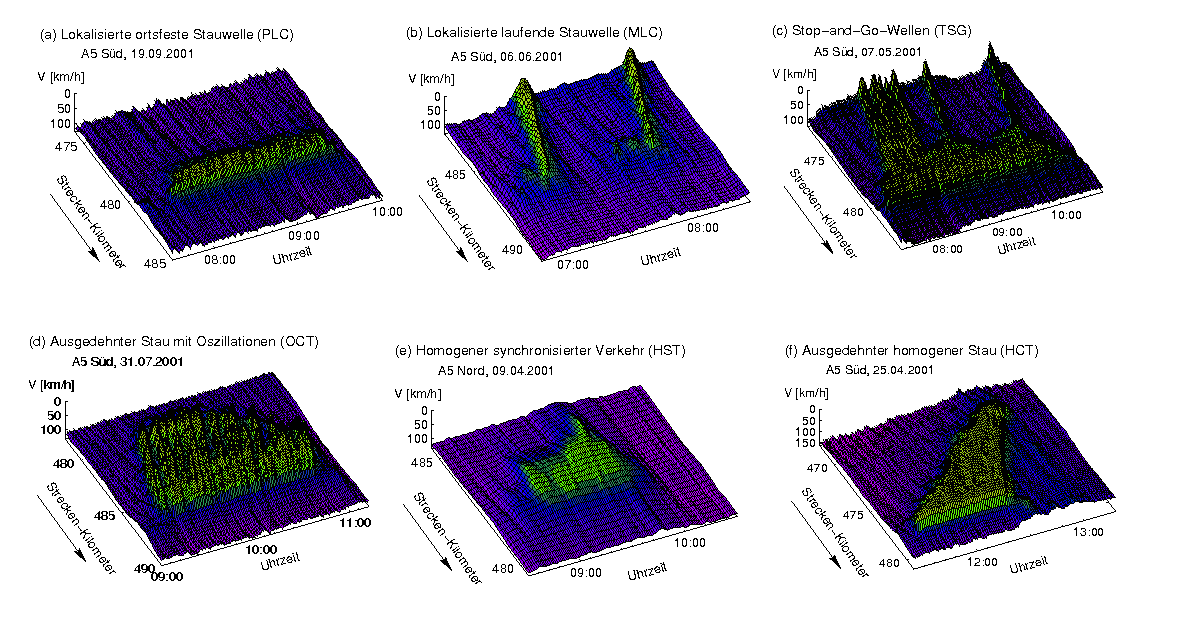 (a) Lokalisierte ortsfeste Stauwelle (PLC)
A5 Süd, 19.09.2001
V [km/h]
0
50
100
475
480
485
Strecken-Kilometer
08:00
09:00
10:00
Uhrzeit
(b) Lokalisierte laufende Stauwelle (MLC)
A5 Süd, 06.06.2001
V [km/h]
0
50
100
485
490
Strecken-Kilometer
07:00
08:00
Uhrzeit
(c) Stop-and-Go-Wellen (TSG)
A5 Süd, 07.05.2001
V [km/h]
0
50
100
475
480
Strecken-Kilometer
08:00
09:00
10:00
Uhrzeit
(d) Ausgedehnter Stau mit Oszillationen (OCT)
A5 Süd, 31.07.2001
V [km/h]
0
50
100
480
485
490
Strecken-Kilometer
09:00
10:00
11:00
Uhrzeit
(e) Homogener synchronisierter Verkehr (HST)
A5 Nord, 09.04.2001
V [km/h]
0
50
100
485
480
Strecken-Kilometer
09:00
10:00
Uhrzeit
(f) Ausgedehnter homogener Stau (HCT)
A5 Süd, 25.04.2001
V [km/h]
0
50
100
150
470
475
480
Strecken-Kilometer
12:00
13:00
Uhrzeit